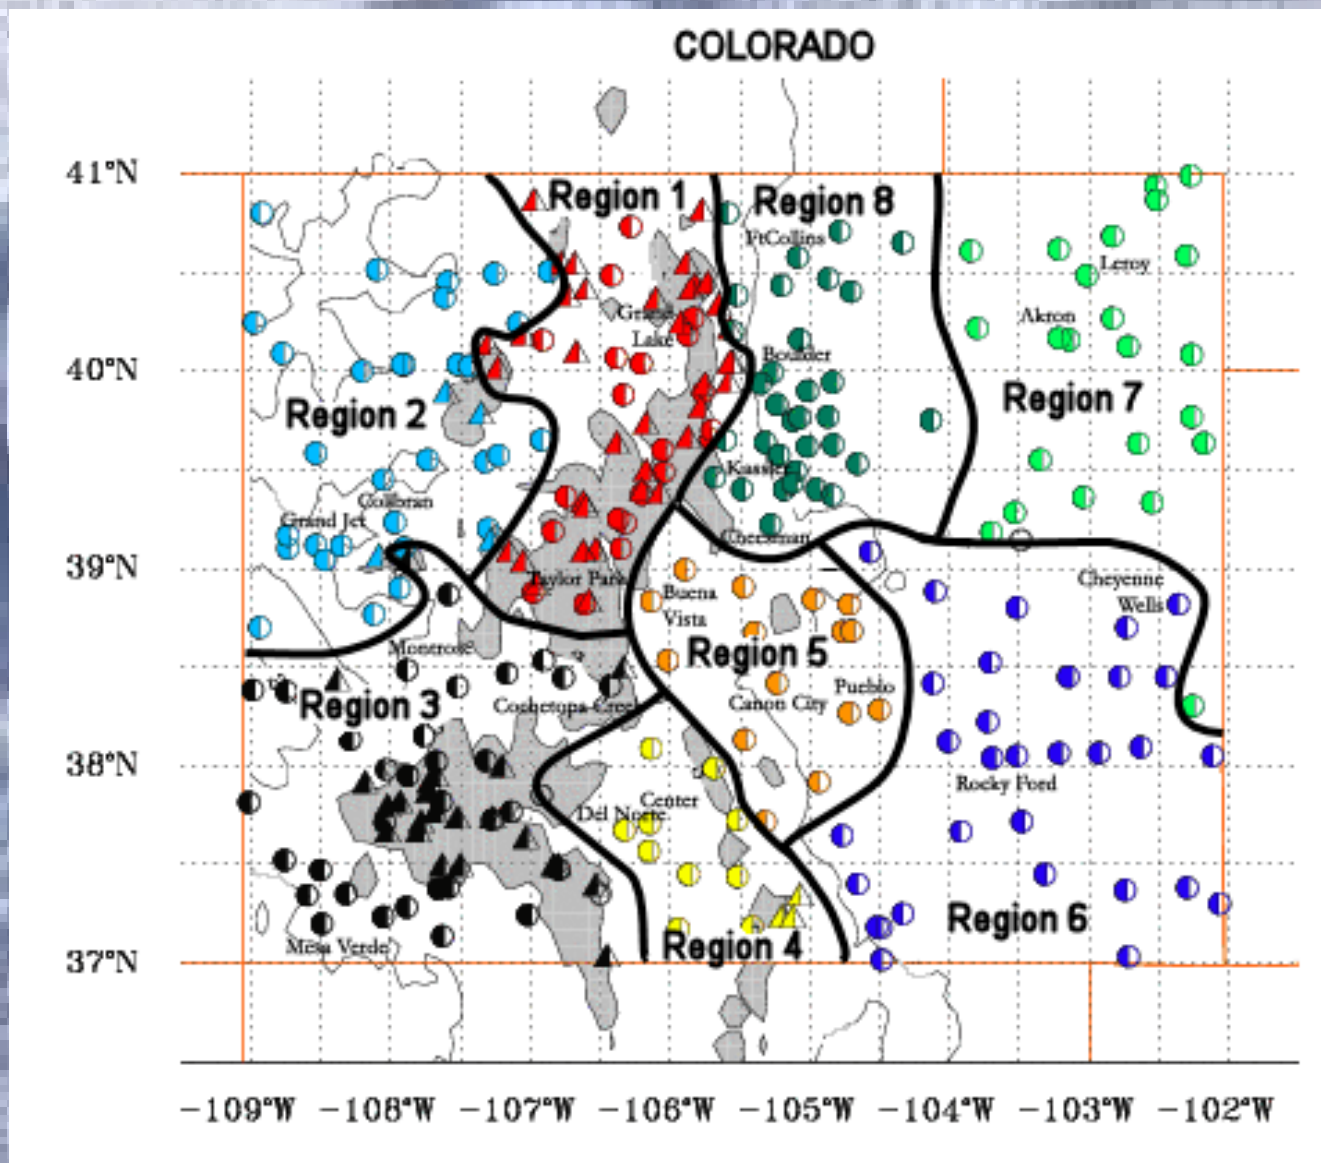 COLORADO
41°N
Region 1
Region 8
FtCollins
Leroy
Grand
Lake
Akron
Boulder
40°N
Region 7
Region 2
Kassler
Collbran
Grand Jct
Cheesman
39°N
Taylor Park
Buena
Vista
Cheyenne
Wells
Montrose
Region 5
Region 3
Pueblo
Cochetopa Creek
Canon City
38°N
Rocky Ford
Center
Del Norte
Mesa Verde
Region 4
Region 6
37°N
-109°W -108°W -107°W -106°W -105°W -104°W -103°W -102°W